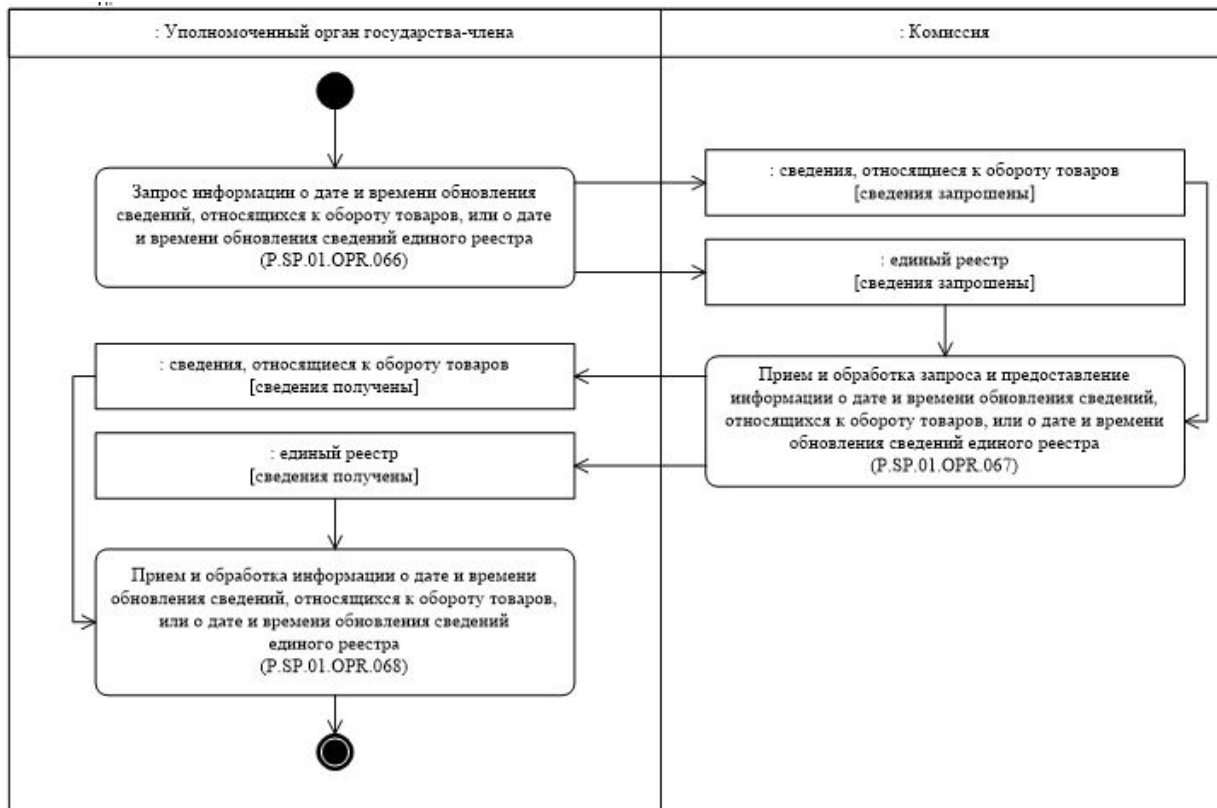 : Уполномоченный орган государства-члена
: Комиссия
Запрос информации о дате и времени обновления
сведений, относящихся к обороту товаров, или о дате
и времени обновления сведений единого реестра
(P.SP.01.OPR.066)
: сведения, относящиеся к обороту товаров
[сведения запрошены]
: единый реестр
[сведения запрошены]
: сведения, относящиеся к обороту товаров
[сведения получены]
Прием и обработка запроса и предоставление
информации о дате и времени обновления сведений,
относящихся к обороту товаров, или о дате и времени
обновления сведений единого реестра
(P.SP.01.OPR.067)
: единый реестр
[сведения получены]
Прием и обработка информации о дате и времени
обновления сведений, относящихся к обороту товаров,
или о дате и времени обновления сведений
единого реестра
(P.SP.01.OPR.068)